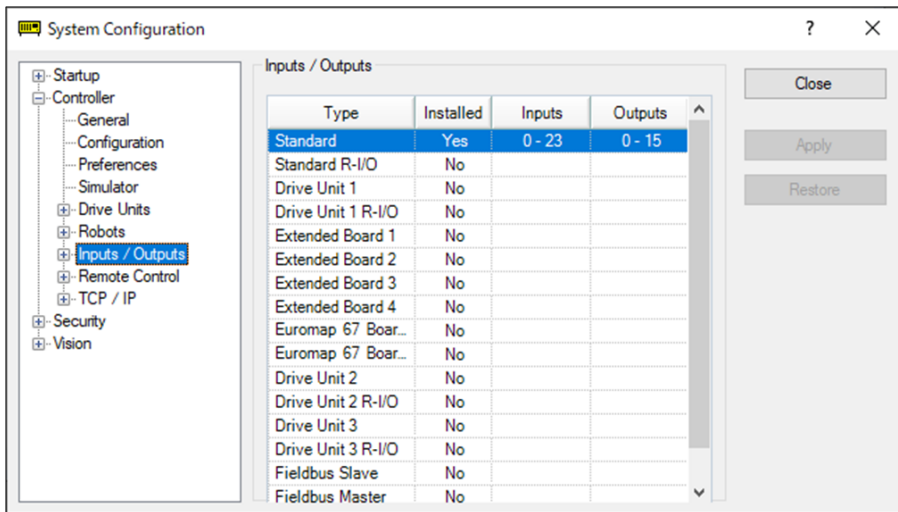 System Configuration
? ×
Startup
Controller
General
Configuration
Preferences
Simulator
Drive Units
Robots
Inputs / Outputs
Remote Control
TCP / IP
Security
Vision
Inputs / Outputs
Type Installed Inputs Outputs
Standard Yes 0 - 23 0 - 15
Standard R-I/O No
Drive Unit 1 No
Drive Unit 1 R-I/O No
Extended Board 1 No
Extended Board 2 No
Extended Board 3 No
Extended Board 4 No
Euromap 67 Boar... No
Euromap 67 Boar... No
Drive Unit 2 No
Drive Unit 2 R-I/O No
Drive Unit 3 No
Drive Unit 3 R-I/O No
Fieldbus Slave No
Fieldbus Master No
Close
Apply
Restore